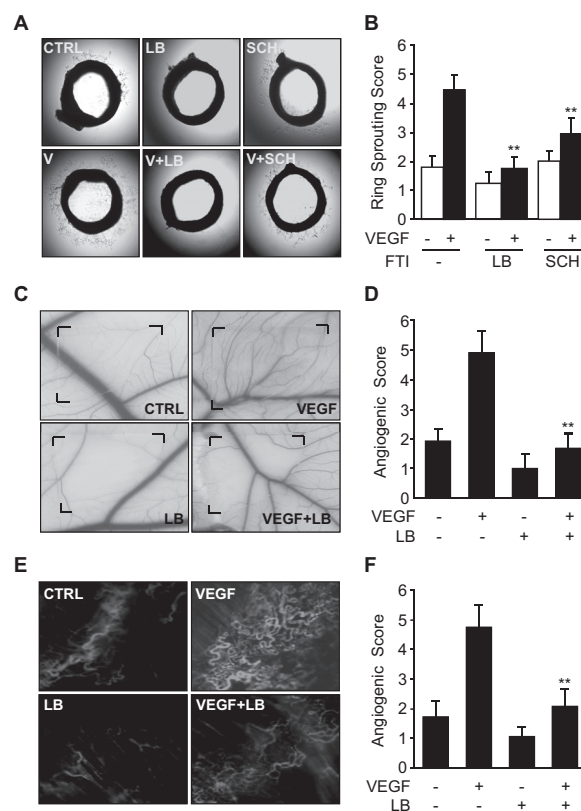 A
CTRL
LB
SCH
V
V+LB
V+SCH
B
Ring Sprouting Score
6
5
4
3
2
1
0
**
**
VEGF - + - + - +
FTI - LB SCH
C
CTRL
VEGF
LB
VEGF+LB
D
Angiogenic Score
6
5
4
3
2
1
0
**
VEGF - + - +
LB - - + +
E
CTRL
VEGF
LB
VEGF+LB
F
Angiogenic Score
6
5
4
3
2
1
0
**
VEGF - + - +
LB - - + +